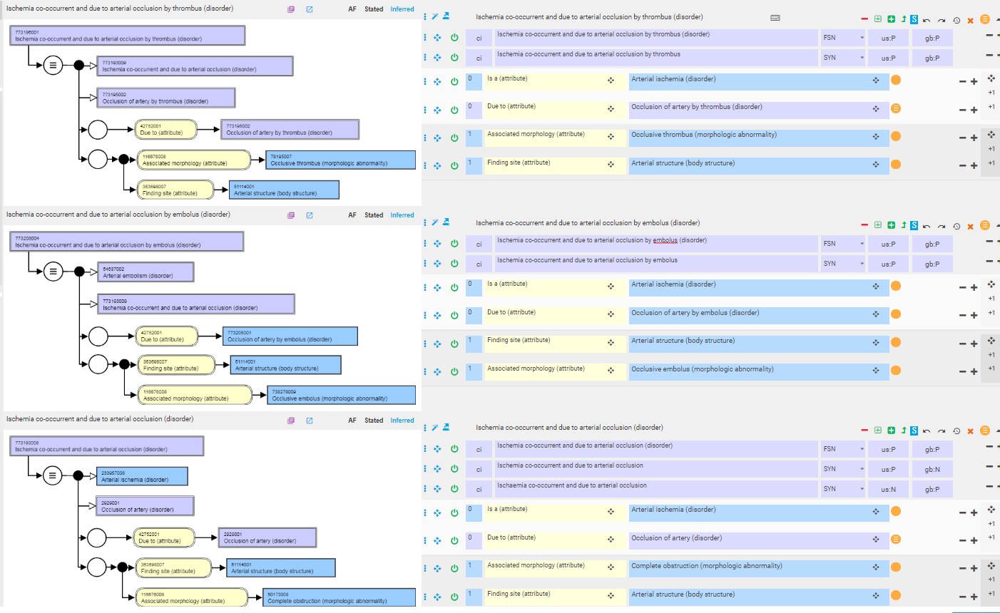 Ischemia co-occurrent and due to arterial occlusion by thrombus (disorder)
AF Stated Inferred
773196001
Ischemia co-occurrent and due to arterial occlusion by thrombus (disorder)
773193009
Ischemia co-occurrent and due to arterial occlusion (disorder)
773195002
Occlusion of artery by thrombus (disorder)
42752001
Due to (attribute)
773195002
Occlusion of artery by thrombus (disorder)
116676008
Associated morphology (attribute)
78195007
Occlusive thrombus (morphologic abnormality)
363698007
Finding site (attribute)
51114001
Arterial structure (body structure)
Ischemia co-occurrent and due to arterial occlusion by thrombus (disorder)
S
ci Ischemia co-occurrent and due to arterial occlusion by thrombus (disorder) FSN us:P gb:P
ci Ischemia co-occurrent and due to arterial occlusion by thrombus SYN us:P gb:P
0 Is a (attribute) Arterial ischemia (disorder)
+1
0 Due to (attribute) Occlusion of artery by thrombus (disorder) +1
1 Associated morphology (attribute) Occlusive thrombus (morphologic abnormality)
+1
1 Finding site (attribute) Arterial structure (body structure) +1
Ischemia co-occurrent and due to arterial occlusion by embolus (disorder)
AF Stated Inferred
773208004
Ischemia co-occurrent and due to arterial occlusion by embolus (disorder)
54687002
Arterial embolism (disorder)
773193009
Ischemia co-occurrent and due to arterial occlusion (disorder)
42752001
Due to (attribute)
773205001
Occlusion of artery by embolus (disorder)
363698007
Finding site (attribute)
51114001
Arterial structure (body structure)
116676008
Associated morphology (attribute)
738278009
Occlusive embolus (morphologic abnormality)
Ischemia co-occurrent and due to arterial occlusion by embolus (disorder)
S
ci Ischemia co-occurrent and due to arterial occlusion by embolus (disorder) FSN us:P gb:P
ci Ischemia co-occurrent and due to arterial occlusion by embolus SYN us:P gb:P
0 Is a (attribute) Arterial ischemia (disorder)
+1
0 Due to (attribute) Occlusion of artery by embolus (disorder) +1
1 Finding site (attribute) Arterial structure (body structure)
+1
1 Associated morphology (attribute) Occlusive embolus (morphologic abnormality) +1
Ischemia co-occurrent and due to arterial occlusion (disorder)
AF Stated Inferred
773193009
Ischemia co-occurrent and due to arterial occlusion (disorder)
233957008
Arterial ischemia (disorder)
2929001
Occlusion of artery (disorder)
42752001
Due to (attribute)
2929001
Occlusion of artery (disorder)
363698007
Finding site (attribute)
51114001
Arterial structure (body structure)
116676008
Associated morphology (attribute)
50173008
Complete obstruction (morphologic abnormality)
Ischemia co-occurrent and due to arterial occlusion (disorder)
S
ci Ischemia co-occurrent and due to arterial occlusion (disorder) FSN us:P gb:P
ci Ischemia co-occurrent and due to arterial occlusion SYN us:P gb:N
ci Ischaemia co-occurrent and due to arterial occlusion SYN us:N gb:P
0 Is a (attribute) Arterial ischemia (disorder)
+1
0 Due to (attribute) Occlusion of artery (disorder) +1
1 Associated morphology (attribute) Complete obstruction (morphologic abnormality)
+1
1 Finding site (attribute) Arterial structure (body structure) +1